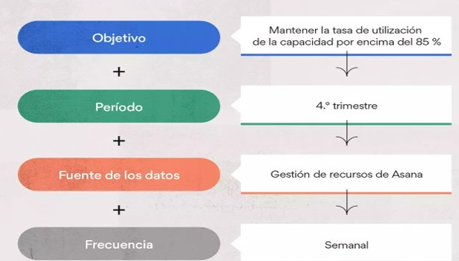 Objetivo
Mantener la tasa de utilización
de la capacidad por encima del 85 %
+
Período
4.º trimestre
+
Fuente de los datos
Gestión de recursos de Asana
+
Frecuencia
Semanal